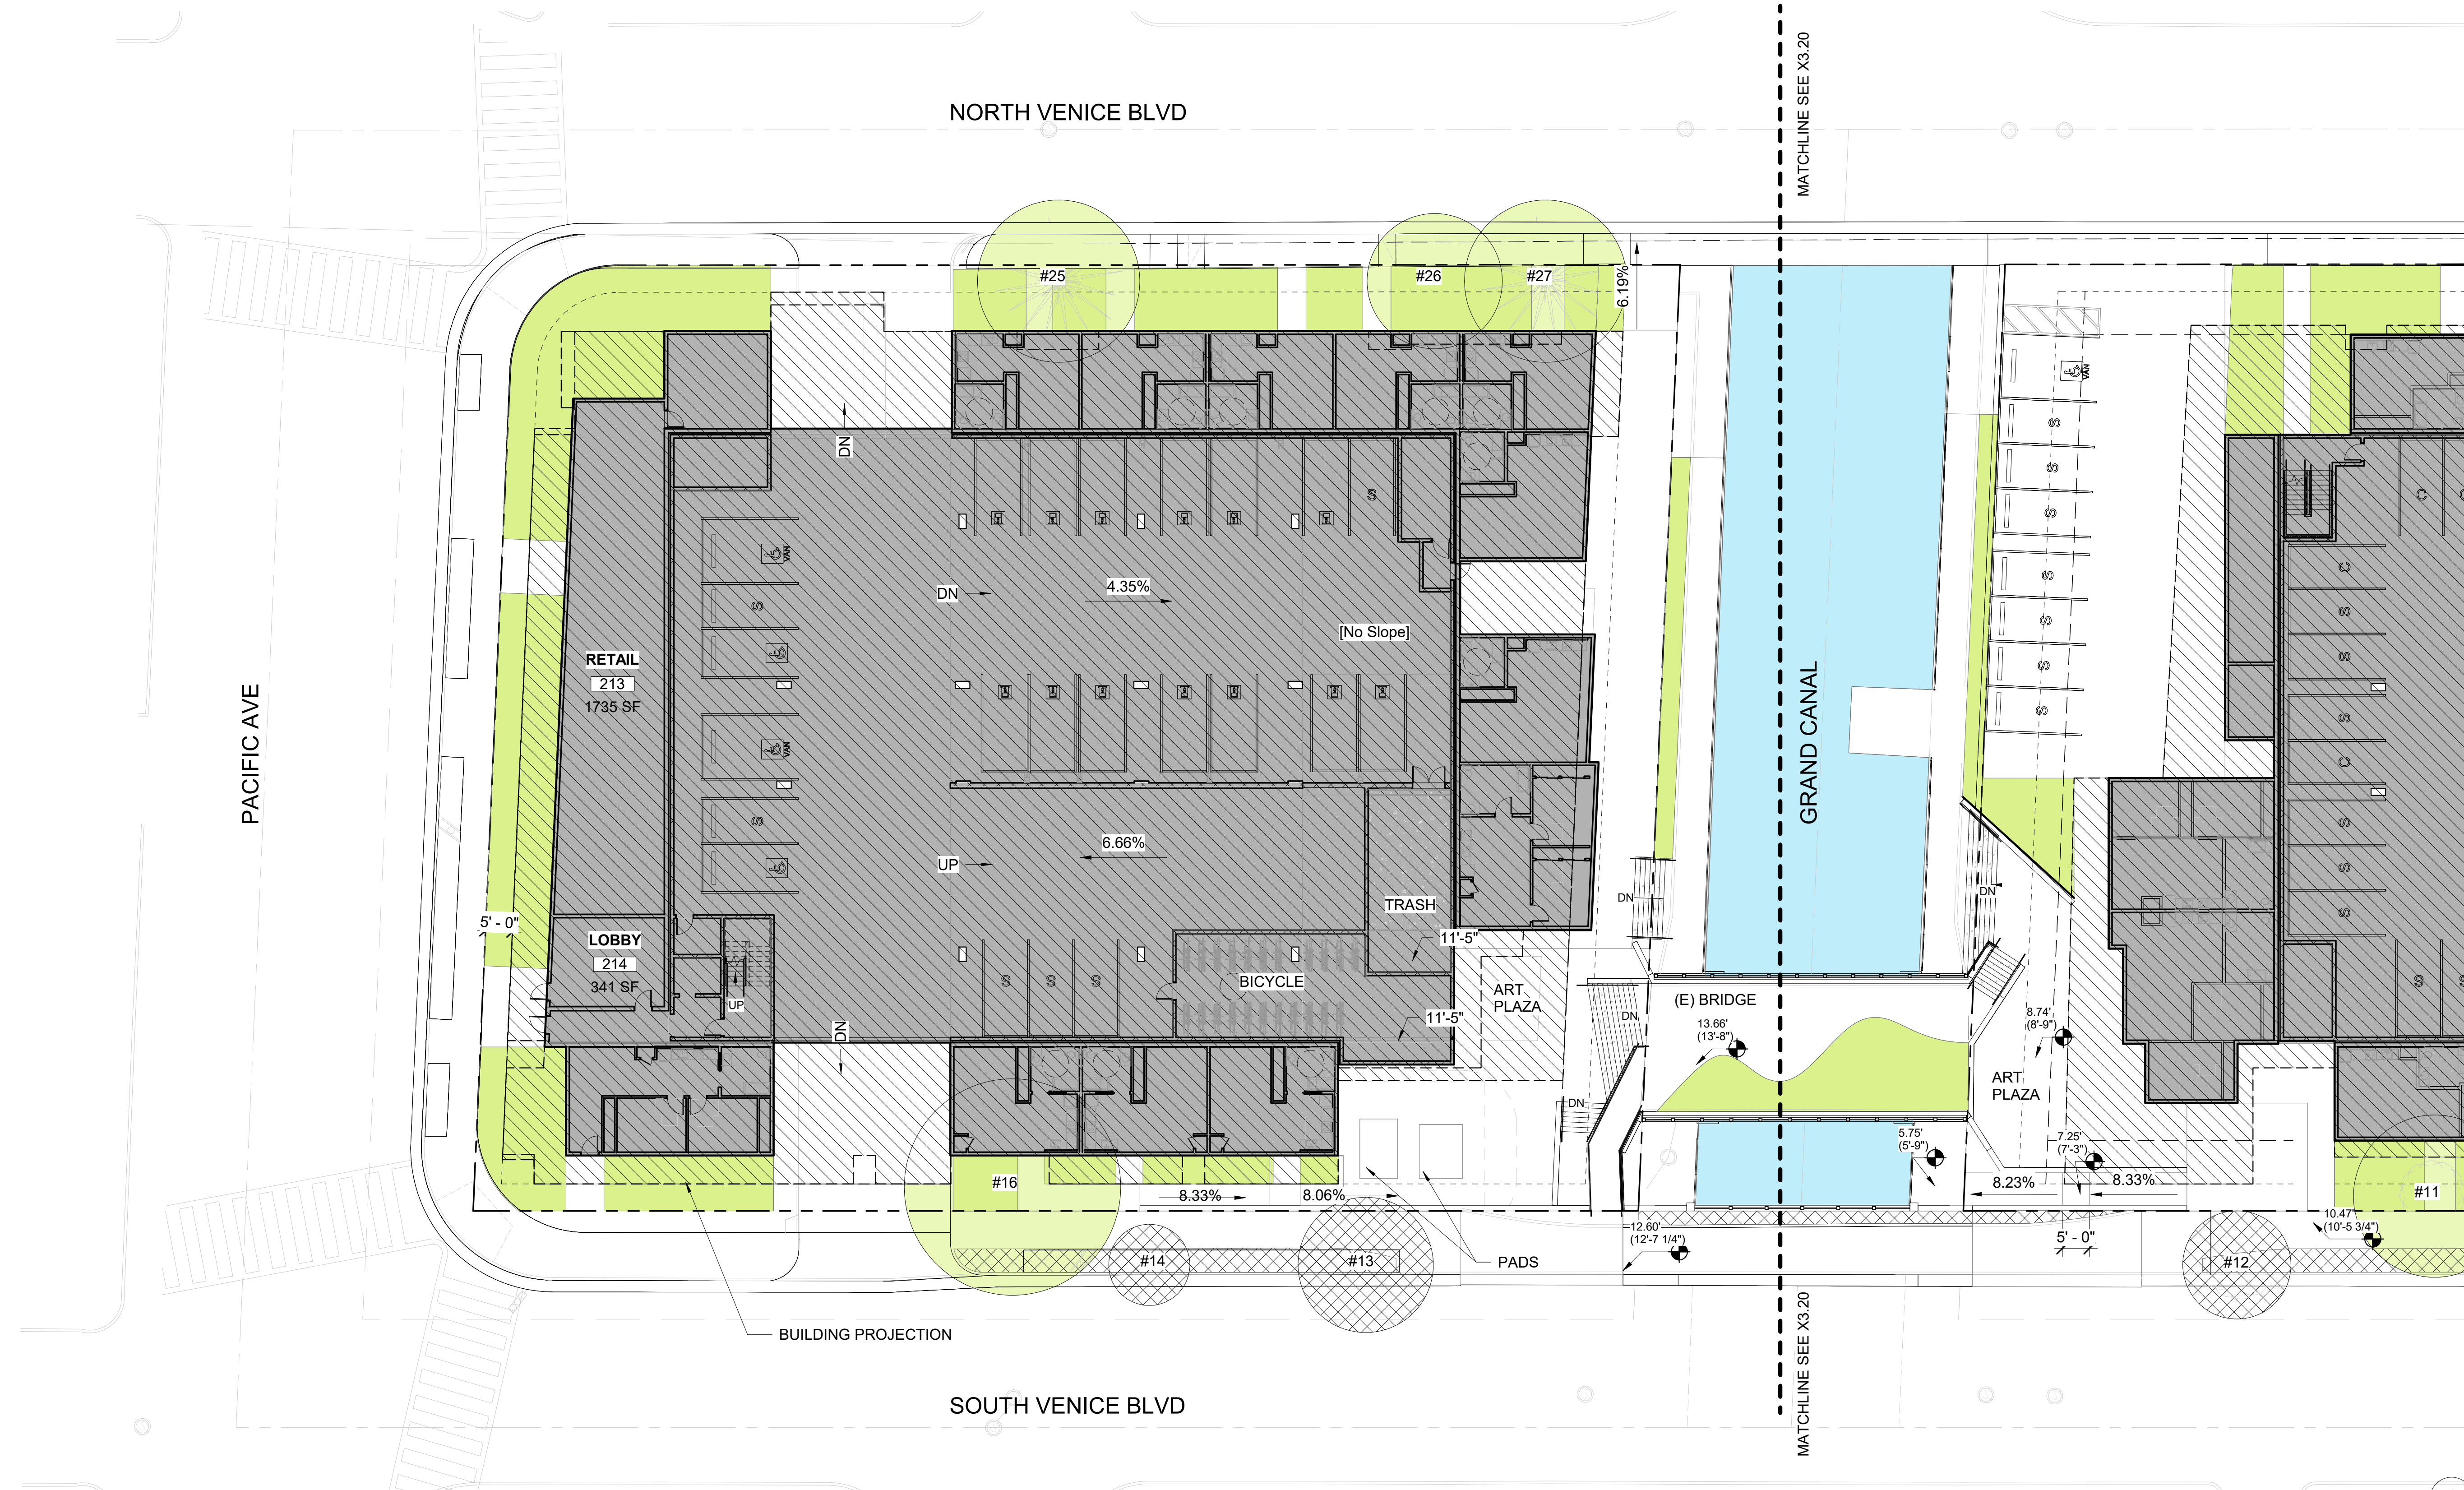 MATCHLINE SEE X3.20
NORTH VENICE BLVD
#25
#26
#27
6.19%
VAN
S
S
S
S
S
S
S
DN
S
C
C
VAN
S
DN
4.35%
[No Slope]
C
S
S
S
C
S
S
S
RETAIL
213
1735 SF
PACIFIC AVE
GRAND CANAL
VAN
S
6.66%
UP
TRASH
DN
DN
5' - 0"
LOBBY
214
341 SF
UP
11'-5"
S
S
S
BICYCLE
ART
PLAZA
11'-5"
DN
DN
DN
(E) BRIDGE
13.66'
(13'-8")
8.74'
(8'-9")
ART
PLAZA
S
S
5.75'
(5'-9")
7.25'
(7'-3")
#16
8.33%
8.06%
8.23%
8.33%
#11
12.60'
(12'-7 1/4")
5' - 0"
10.47'
(10'-5 3/4")
#14
#13
PADS
#12
BUILDING PROJECTION
SOUTH VENICE BLVD
MATCHLINE SEE X3.20